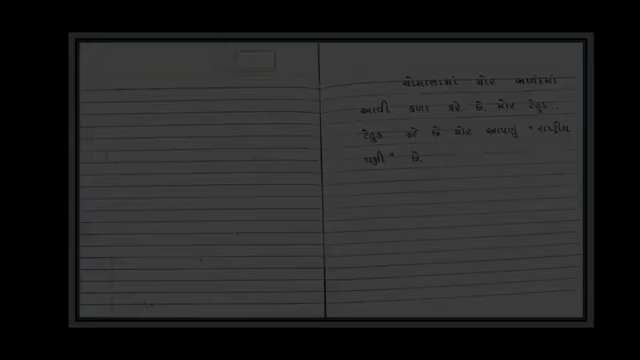 ચોમાસામાં મોર આનંદમાં
આવી કળા કરે છે. મોર ટેહુક...
ટેહુક કરે છે મોર આપણું "રાષ્ટ્રીય
પક્ષી" છે.